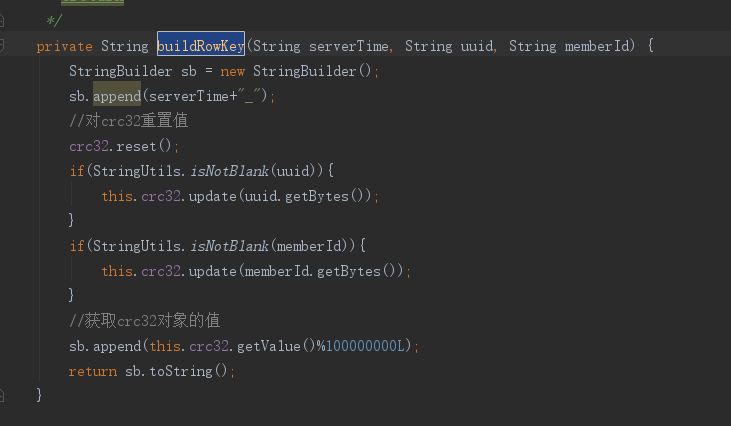 */
private String buildRowKey(String serverTime, String uuid, String memberId) {
StringBuilder sb = new StringBuilder();
sb.append(serverTime+"_");
//对crc32重置值
crc32.reset();
if(StringUtils.isNotBlank(uuid)){
this.crc32.update(uuid.getBytes());
}
if(StringUtils.isNotBlank(memberId)){
this.crc32.update(memberId.getBytes());
}
//获取crc32对象的值
sb.append(this.crc32.getValue()%100000000L);
return sb.toString();
}